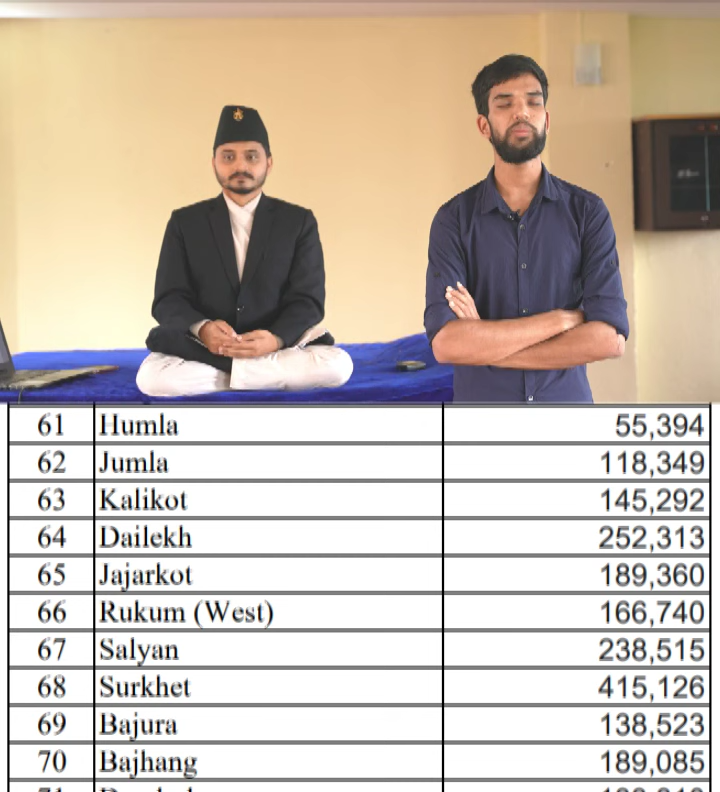 61 Humla 55,394
62 Jumla 118,349
63 Kalikot 145,292
64 Dailekh 252,313
65 Jajarkot 189,360
66 Rukum (West) 166,740
67 Salyan 238,515
68 Surkhet 415,126
69 Bajura 138,523
70 Bajhang 189,085